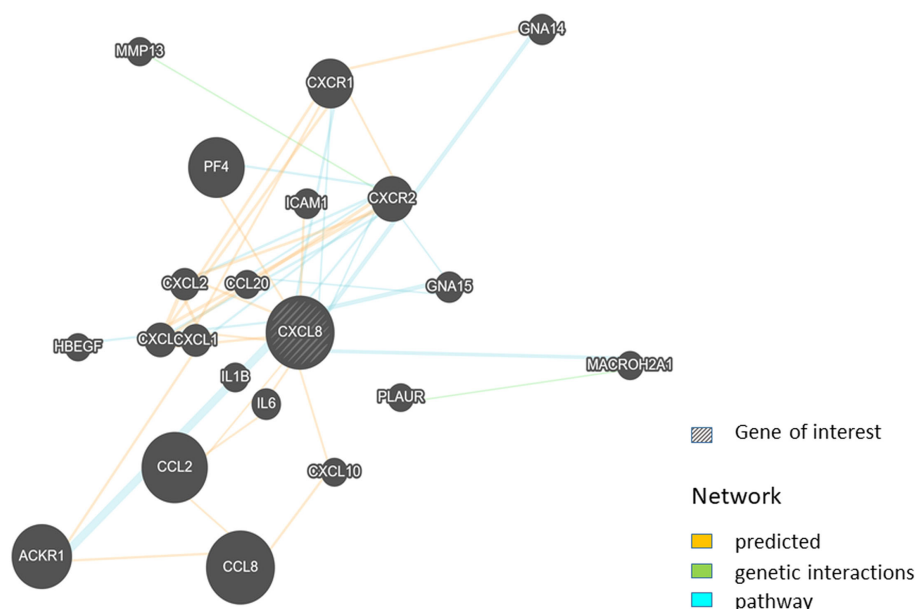 GNA14
MMP13
CXCR1
PF4
CXCR2
ICAM1
CXCL2
CCL20
GNA15
CXCL8
CXCL
CXCL1
HBEGF
MACROH2A1
IL1B
PLAUR
IL6
Gene of interest
CCL2
CXCL10
Network
predicted
ACKR1
CCL8
genetic interactions
pathway